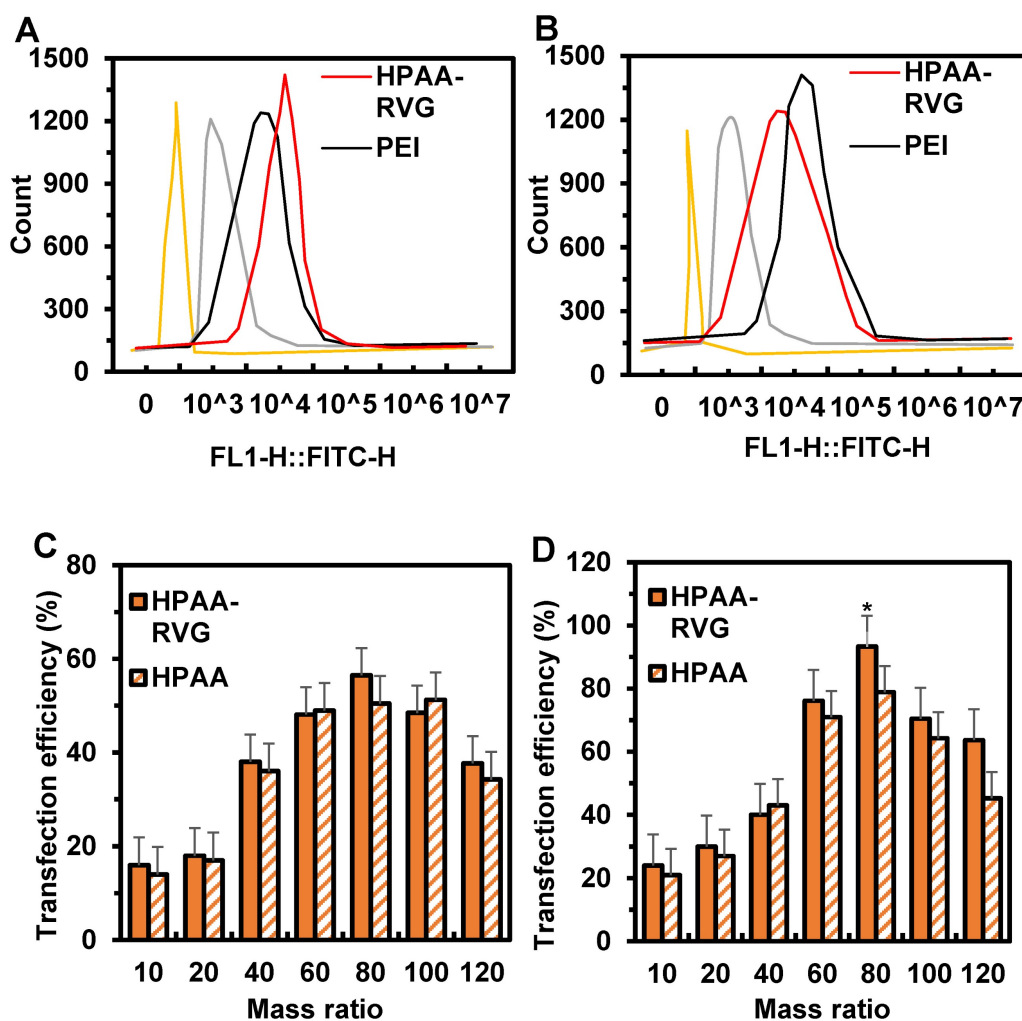 A
1500
1200
900
600
300
0
Count
HPAA-
RVG
PEI
0 10^3 10^4 10^5 10^6 10^7
FL1-H::FITC-H
B
1500
1200
900
600
300
0
Count
HPAA-
RVG
PEI
0 10^3 10^4 10^5 10^6 10^7
FL1-H::FITC-H
C
80
60
40
20
0
Transfection efficiency (%)
HPAA-
RVG
HPAA
10 20 40 60 80 100 120
Mass ratio
D
120
100
80
60
40
20
0
Transfection efficiency (%)
HPAA-
RVG
HPAA
*
10 20 40 60 80 100 120
Mass ratio